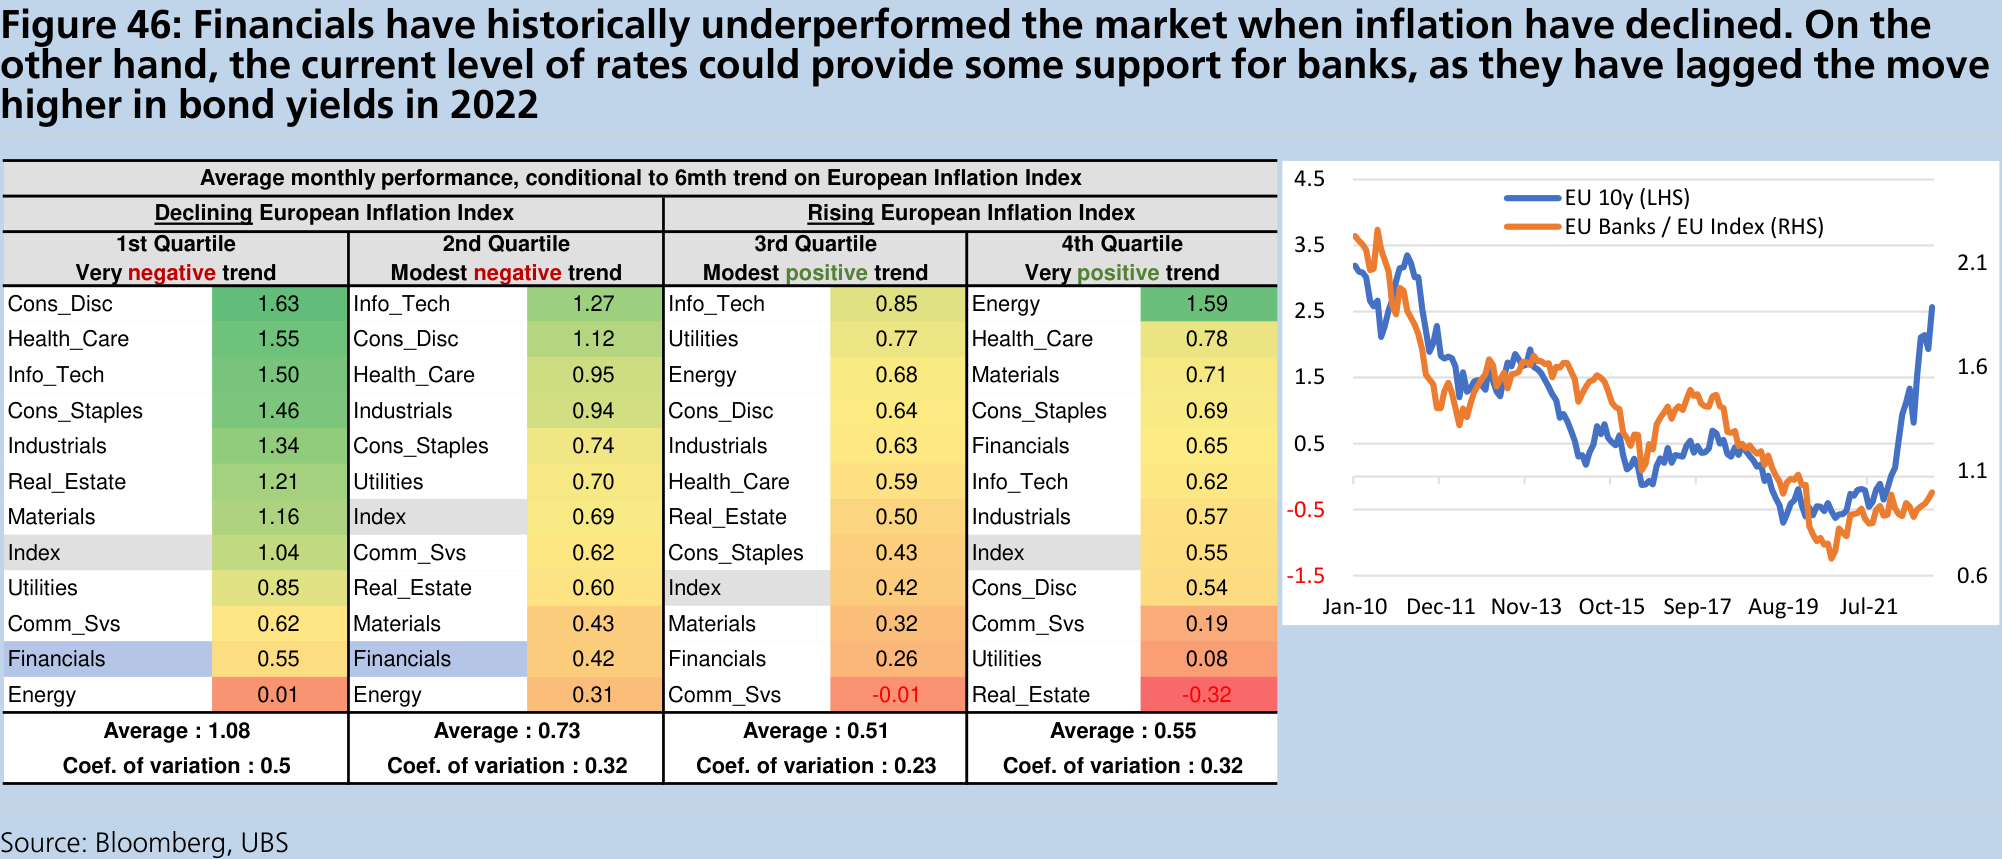 Figure 46: Financials have historically underperformed the market when inflation have declined. On the
other hand, the current level of rates could provide some support for banks, as they have lagged the move
higher in bond yields in 2022
Average monthly performance, conditional to 6mth trend on European Inflation Index
Declining European Inflation Index Rising European Inflation Index
1st Quartile 2nd Quartile 3rd Quartile 4th Quartile
Very negative trend Modest negative trend Modest positive trend Very positive trend
Cons_Disc 1.63 Info_Tech 1.27 Info_Tech 0.85 Energy 1.59
Health_Care 1.55 Cons_Disc 1.12 Utilities 0.77 Health_Care 0.78
Info_Tech 1.50 Health_Care 0.95 Energy 0.68 Materials 0.71
Cons_Staples 1.46 Industrials 0.94 Cons_Disc 0.64 Cons_Staples 0.69
Industrials 1.34 Cons_Staples 0.74 Industrials 0.63 Financials 0.65
Real_Estate 1.21 Utilities 0.70 Health_Care 0.59 Info_Tech 0.62
Materials 1.16 Index 0.69 Real_Estate 0.50 Industrials 0.57
Index 1.04 Comm_Svs 0.62 Cons_Staples 0.43 Index 0.55
Utilities 0.85 Real_Estate 0.60 Index 0.42 Cons_Disc 0.54
Comm_Svs 0.62 Materials 0.43 Materials 0.32 Comm_Svs 0.19
Financials 0.55 Financials 0.42 Financials 0.26 Utilities 0.08
Energy 0.01 Energy 0.31 Comm_Svs -0.01 Real_Estate -0.32
Average : 1.08 Average : 0.73 Average : 0.51 Average : 0.55
Coef. of variation : 0.5 Coef. of variation : 0.32 Coef. of variation : 0.23 Coef. of variation : 0.32
EU 10y (LHS)
EU Banks / EU Index (RHS)
4.5
3.5
2.5
1.5
0.5
-0.5
-1.5
2.1
1.6
1.1
0.6
Jan-10 Dec-11 Nov-13 Oct-15 Sep-17 Aug-19 Jul-21
Source: Bloomberg, UBS